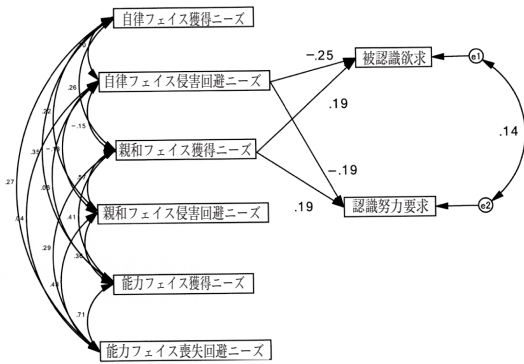 自律フェイス獲得ニーズ
自律フェイス侵害回避ニーズ
親和フェイス獲得ニーズ
親和フェイス侵害回避ニーズ
能力フェイス獲得ニーズ
能力フェイス喪失回避ニーズ
被認識欲求
認識努力要求
e1
e2
-.25
.19
-.19
.19
.14
.26
.22
-.15
.35
.27
.04
.41
.29
.36
.71